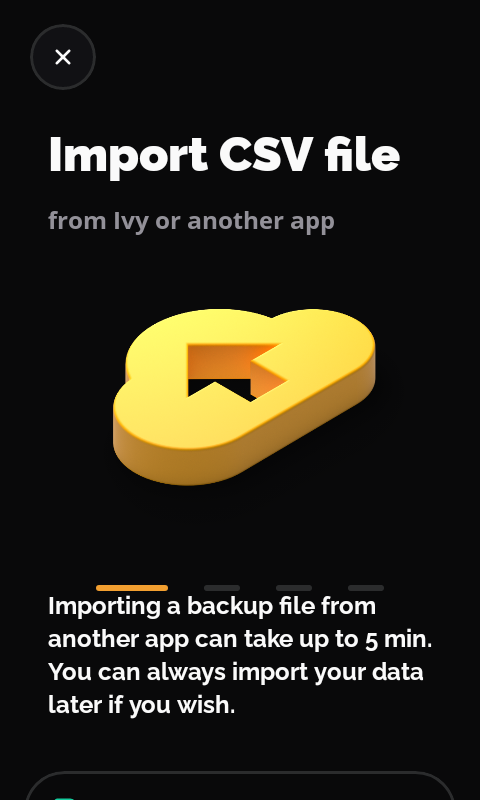 Import CSV file
from Ivy or another app
Importing a backup file from
another app can take up to 5 min.
You can always import your data
later if you wish.